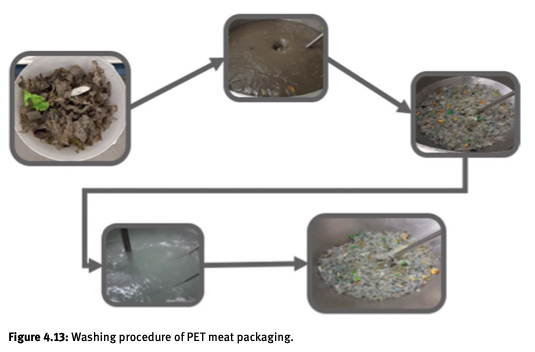 Figure 4.13: Washing procedure of PET meat packaging.